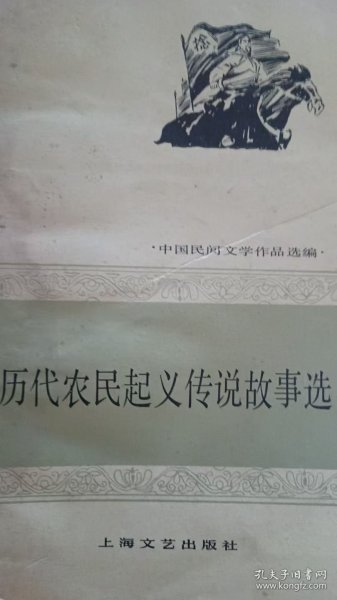 捻
·中国民间文学作品选编·
历代农民起义传说故事选
上海文艺出版社
孔夫子旧书网
www.kongfz.com